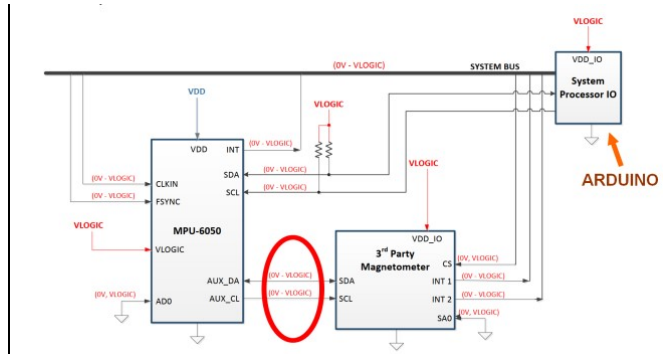 VLOGIC
(0V - VLOGIC)
SYSTEM BUS
VDD_IO
System
Processor IO
VDD
VLOGIC
ARDUINO
VDD
INT
(0V - VLOGIC)
SDA
(0V - VLOGIC)
SCL
(0V - VLOGIC)
(0V - VLOGIC)
CLKIN
(0V - VLOGIC)
FSYNC
VLOGIC
MPU-6050
VLOGIC
VLOGIC
VDD_IO
3rd Party
Magnetometer
CS
(0V, VLOGIC)
AUX_DA
(0V - VLOGIC)
SDA
INT 1
(0V - VLOGIC)
AUX_CL
(0V - VLOGIC)
SCL
INT 2
(0V - VLOGIC)
(0V, VLOGIC)
AD0
SA0
(0V, VLOGIC)